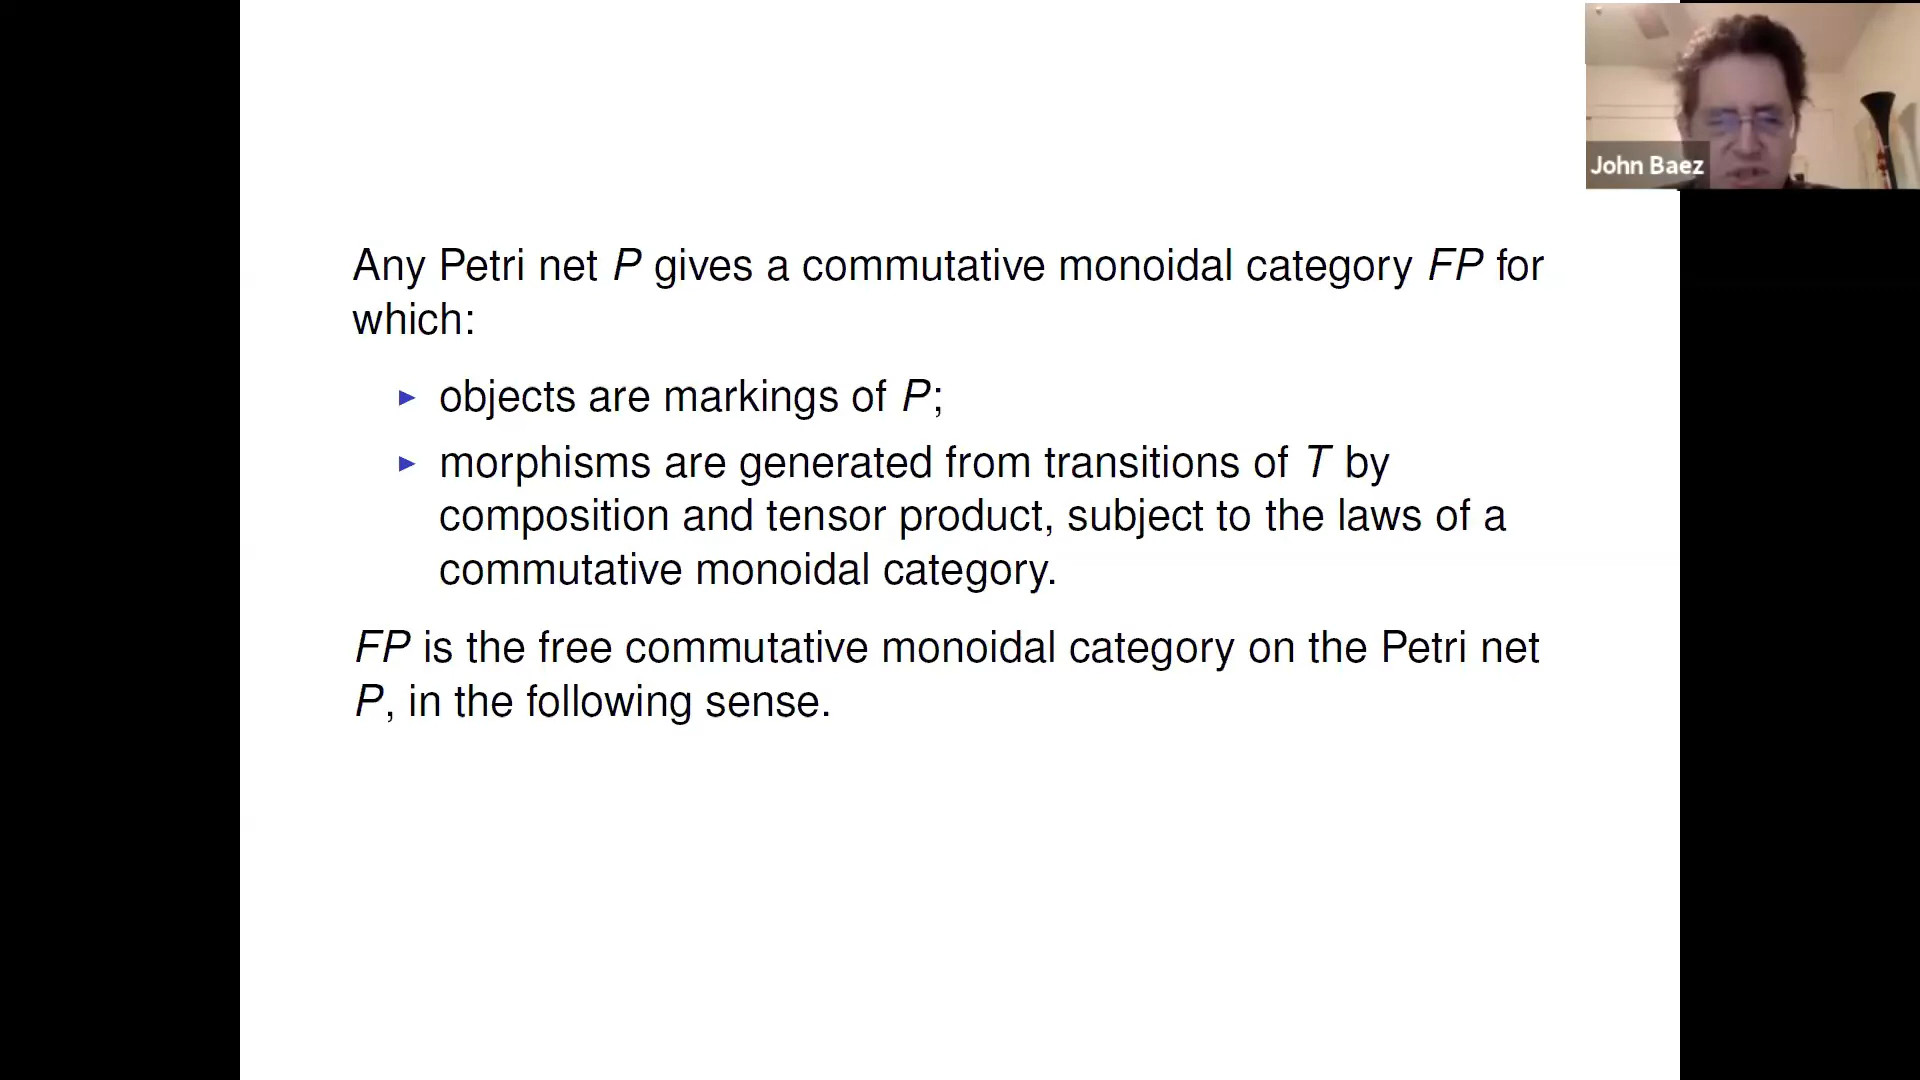 John Baez
Any Petri net P gives a commutative monoidal category FP for
which:
▶ objects are markings of P;
▶ morphisms are generated from transitions of T by
composition and tensor product, subject to the laws of a
commutative monoidal category.
FP is the free commutative monoidal category on the Petri net
P, in the following sense.